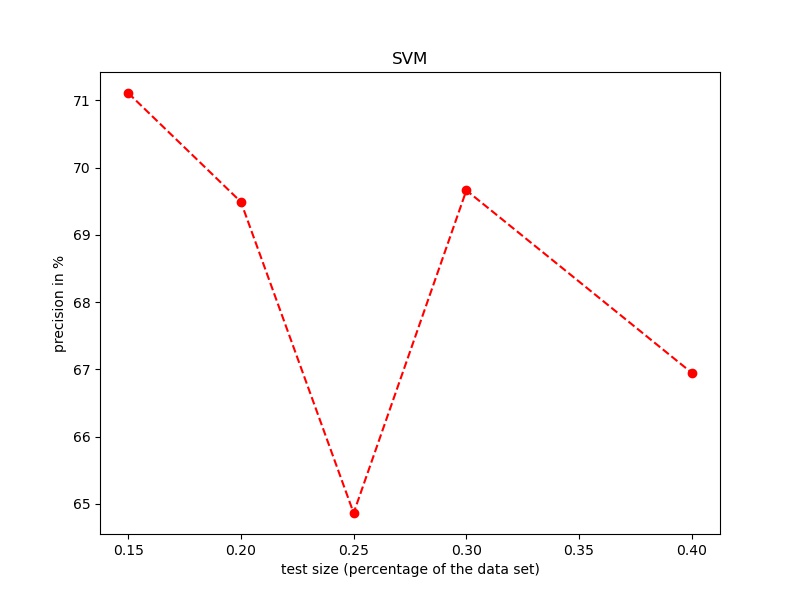 SVM
71
70
69
68
67
66
65
precision in %
0.15 0.20 0.25 0.30 0.35 0.40
test size (percentage of the data set)